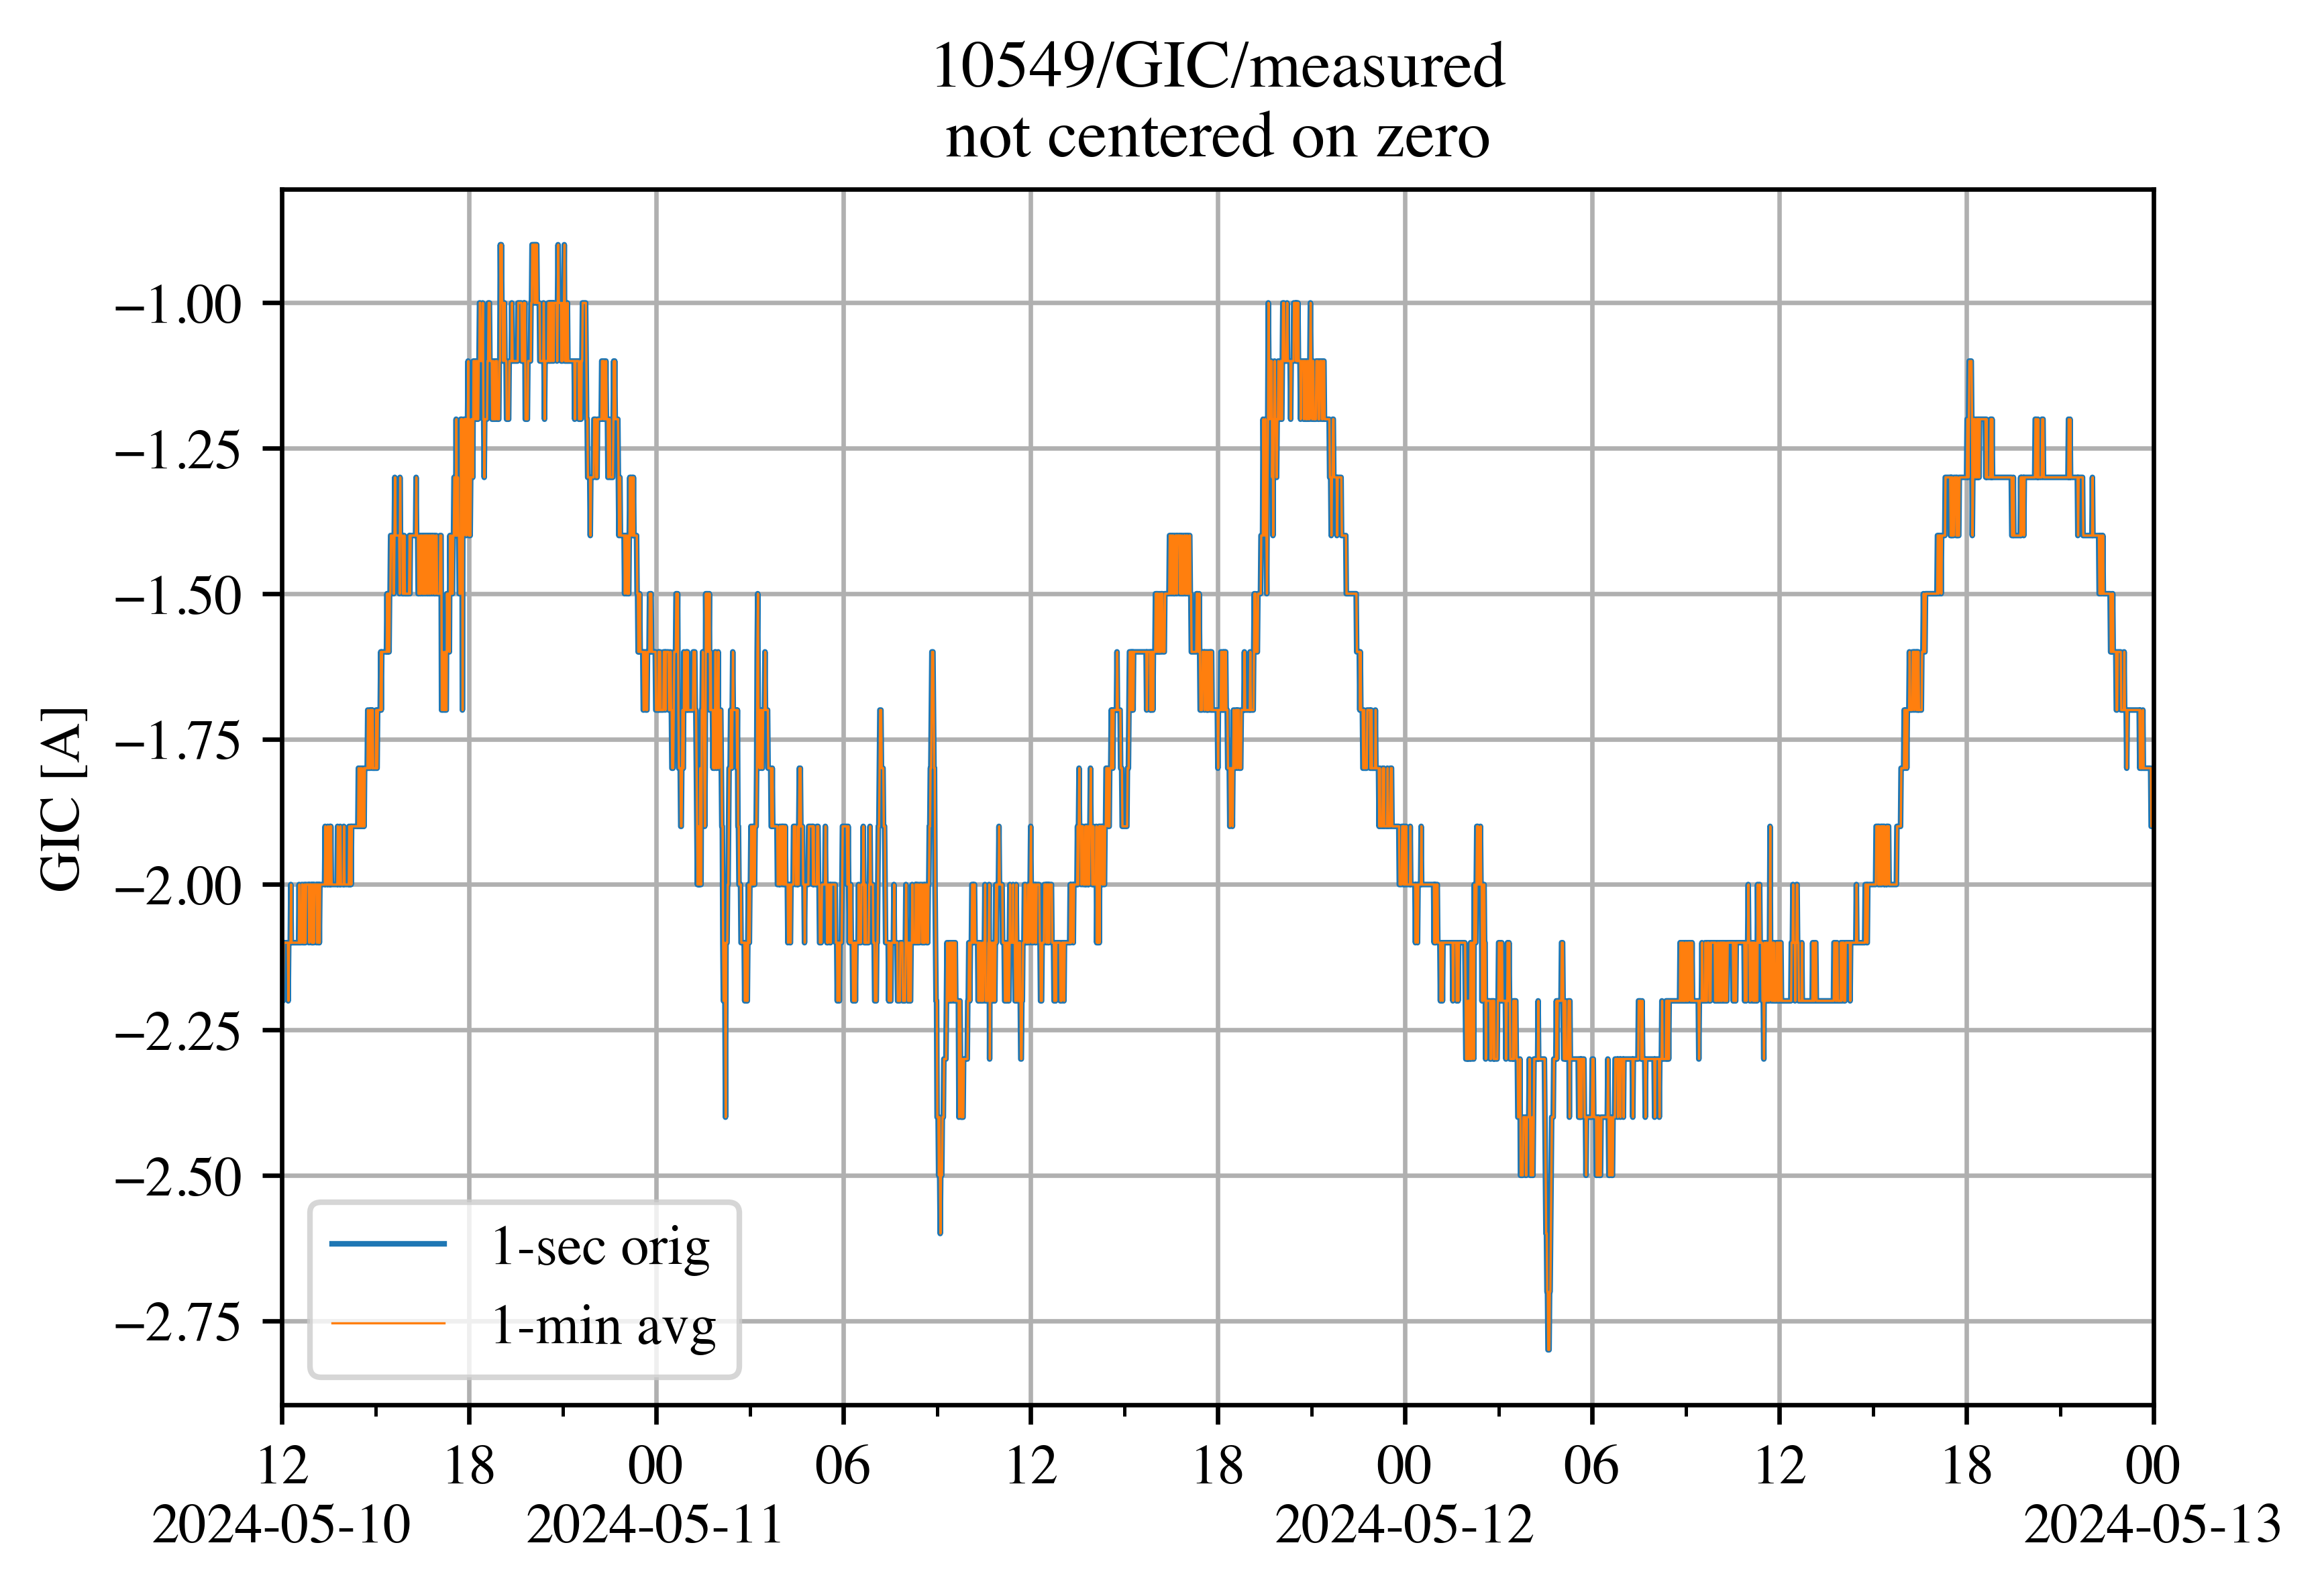 10549/GIC/measured
not centered on zero
GIC [A]
−1.00
−1.25
−1.50
−1.75
−2.00
−2.25
−2.50
−2.75
1-sec orig
1-min avg
12 18 00 06 12 18 00 06 12 18 00
2024-05-10 2024-05-11 2024-05-12 2024-05-13